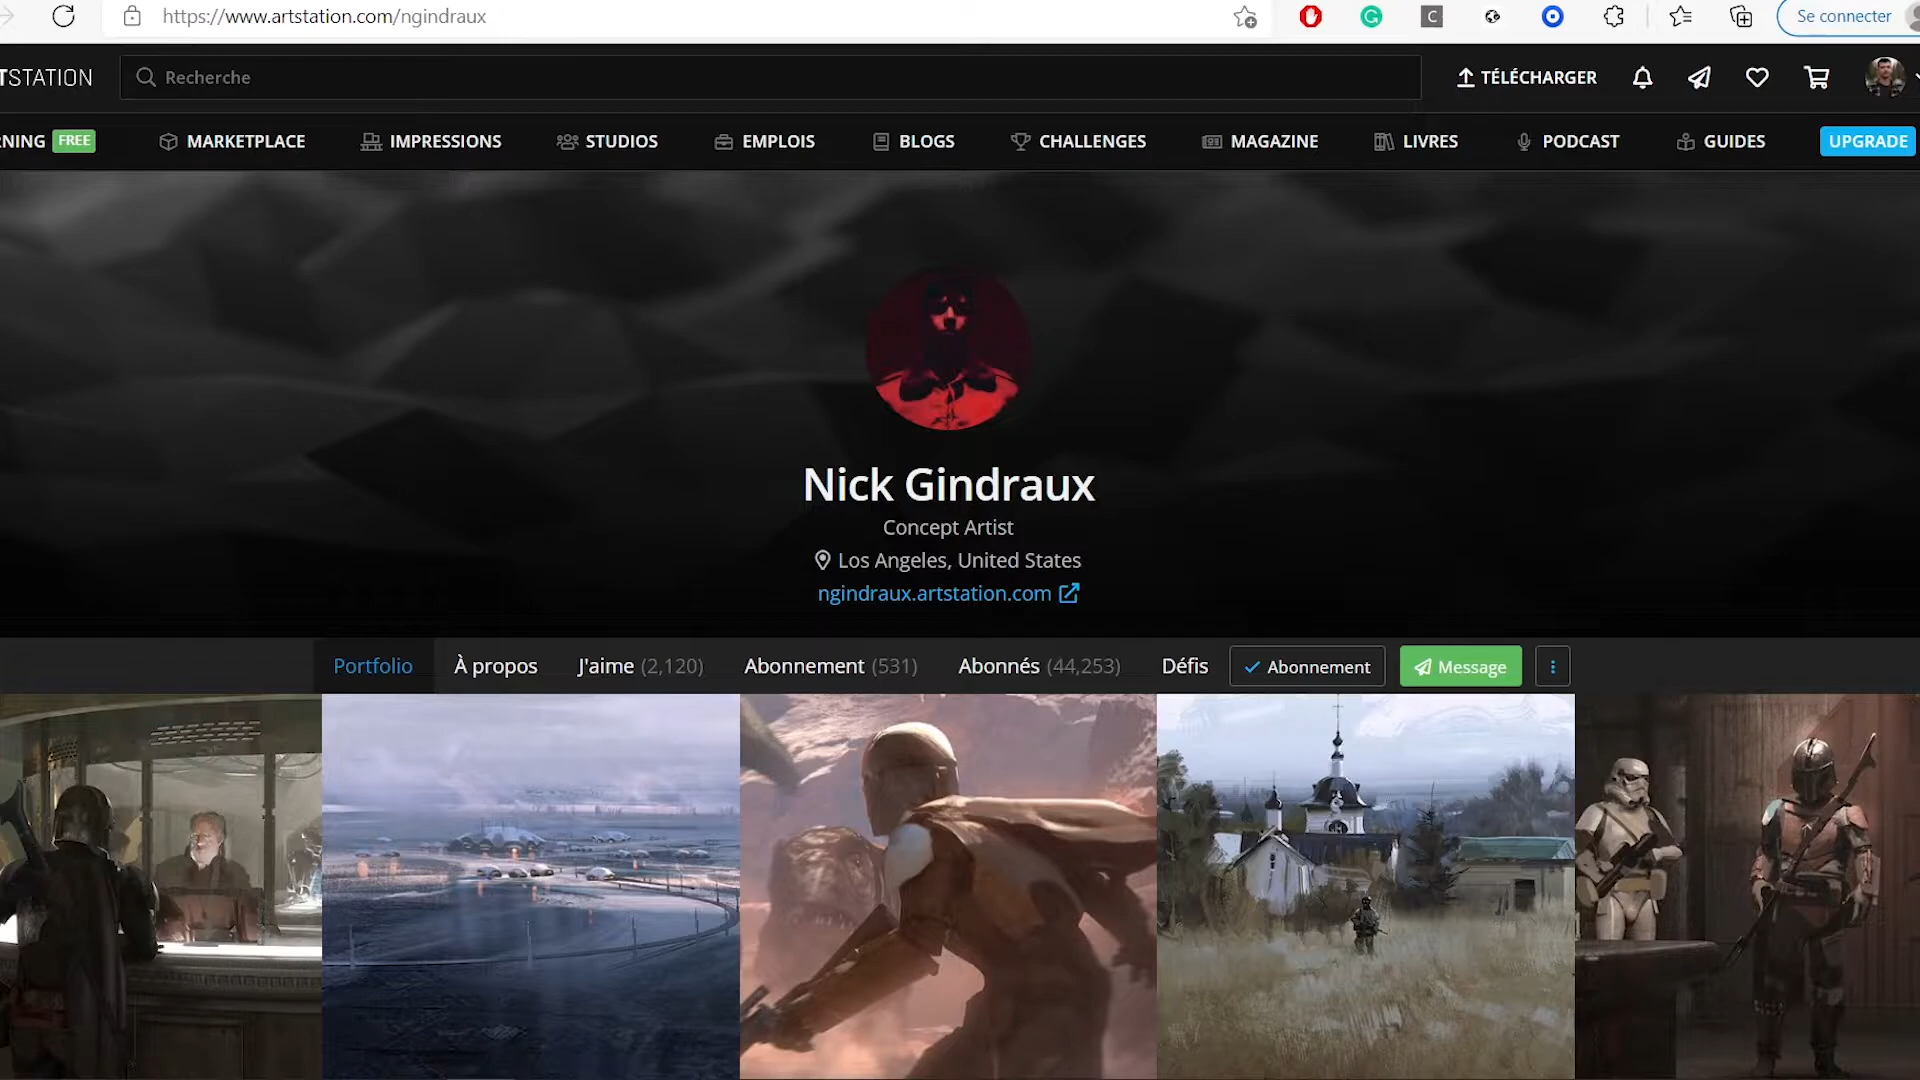 https://www.artstation.com/ngindraux
Se connecter
TSTATION
Recherche
TÉLÉCHARGER
RNING FREE
MARKETPLACE
IMPRESSIONS
STUDIOS
EMPLOIS
BLOGS
CHALLENGES
MAGAZINE
LIVRES
PODCAST
GUIDES
UPGRADE
Nick Gindraux
Concept Artist
Los Angeles, United States
ngindraux.artstation.com
Portfolio
À propos
J'aime (2,120)
Abonnement (531)
Abonnés (44,253)
Défis
Abonnement
Message